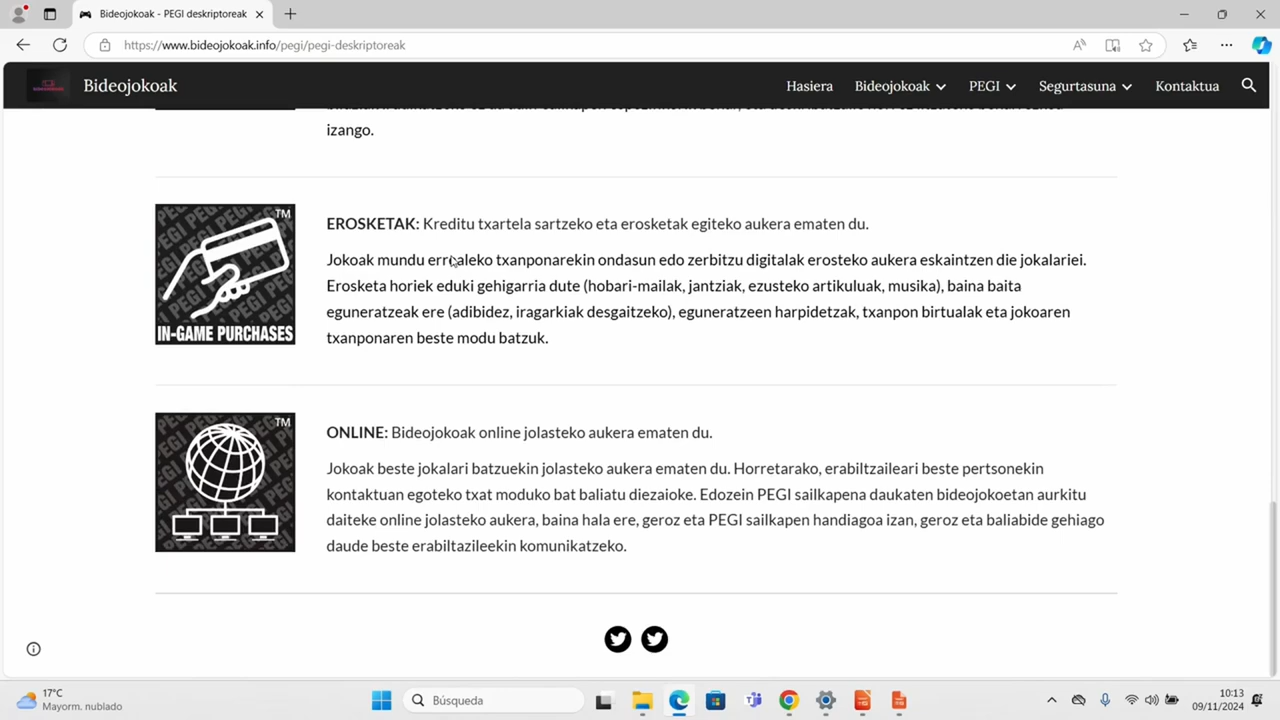 Bideojokoak - PEGI deskriptoreak
https://www.bideojokoak.info/pegi/pegi-deskriptoreak
Bideojokoak
Hasiera Bideojokoak PEGI Segurtasuna Kontaktua
izango.
EROSKETAK: Kreditu txartela sartzeko eta erosketak egiteko aukera ematen du.
Jokoak mundu errealeko txanponarekin ondasun edo zerbitzu digitalak erosteko aukera eskaintzen die jokalariei.
Erosketa horiek eduki gehigarria dute (hobari-mailak, jantziak, ezusteko artikuluak, musika), baina baita
eguneratzeak ere (adibidez, iragarkiak desgaitzeko), eguneratzeen harpidetzak, txanpon birtualak eta jokoaren
txanponaren beste modu batzuk.
TM
IN-GAME PURCHASES
ONLINE: Bideojokoak online jolasteko aukera ematen du.
Jokoak beste jokalari batzuekin jolasteko aukera ematen du. Horretarako, erabiltzaileari beste pertsonekin
kontaktuan egoteko txat moduko bat baliatu diezaioke. Edozein PEGI sailkapena daukaten bideojokoetan aurkitu
daiteke online jolasteko aukera, baina hala ere, geroz eta PEGI sailkapen handiagoa izan, geroz eta baliabide gehiago
daude beste erabiltazileekin komunikatzeko.
TM
17°C
Mayorm. nublado
Búsqueda
10:13
09/11/2024